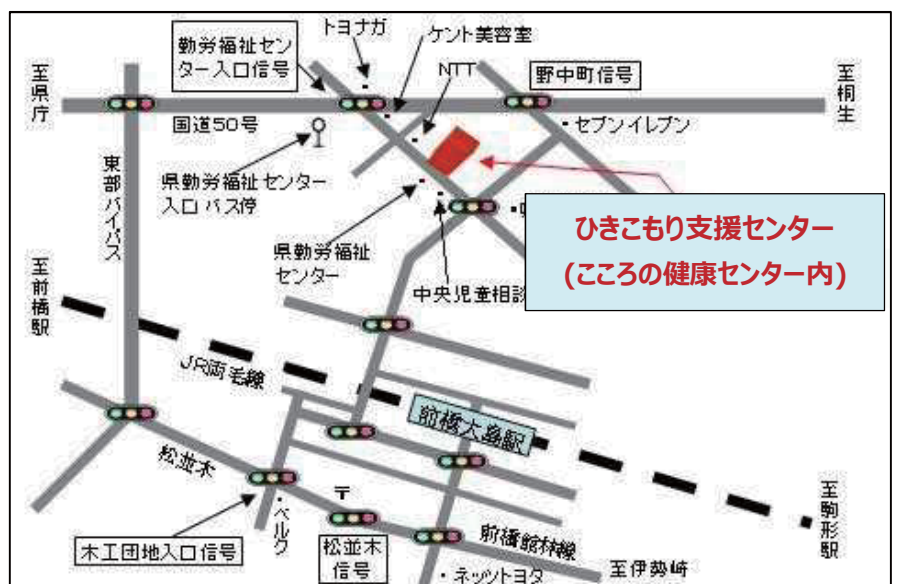 トヨナガ
ケント美容室
勤労福祉セン
ター入口信号
NTT
野中町信号
至県庁
至桐生
国道50号
セブンイレブン
東部バイパス
県勤労福祉センター
入口バス停
県勤労福祉
センター
中央児童相談
ひきこもり支援センター
(こころの健康センター内)
至前橋駅
JR両毛線
前橋大島駅
松並木
〒
ベルク
木工団地入口信号
松並木
信号
前橋館林線
至駒形駅
至伊勢崎
ネッツトヨタ